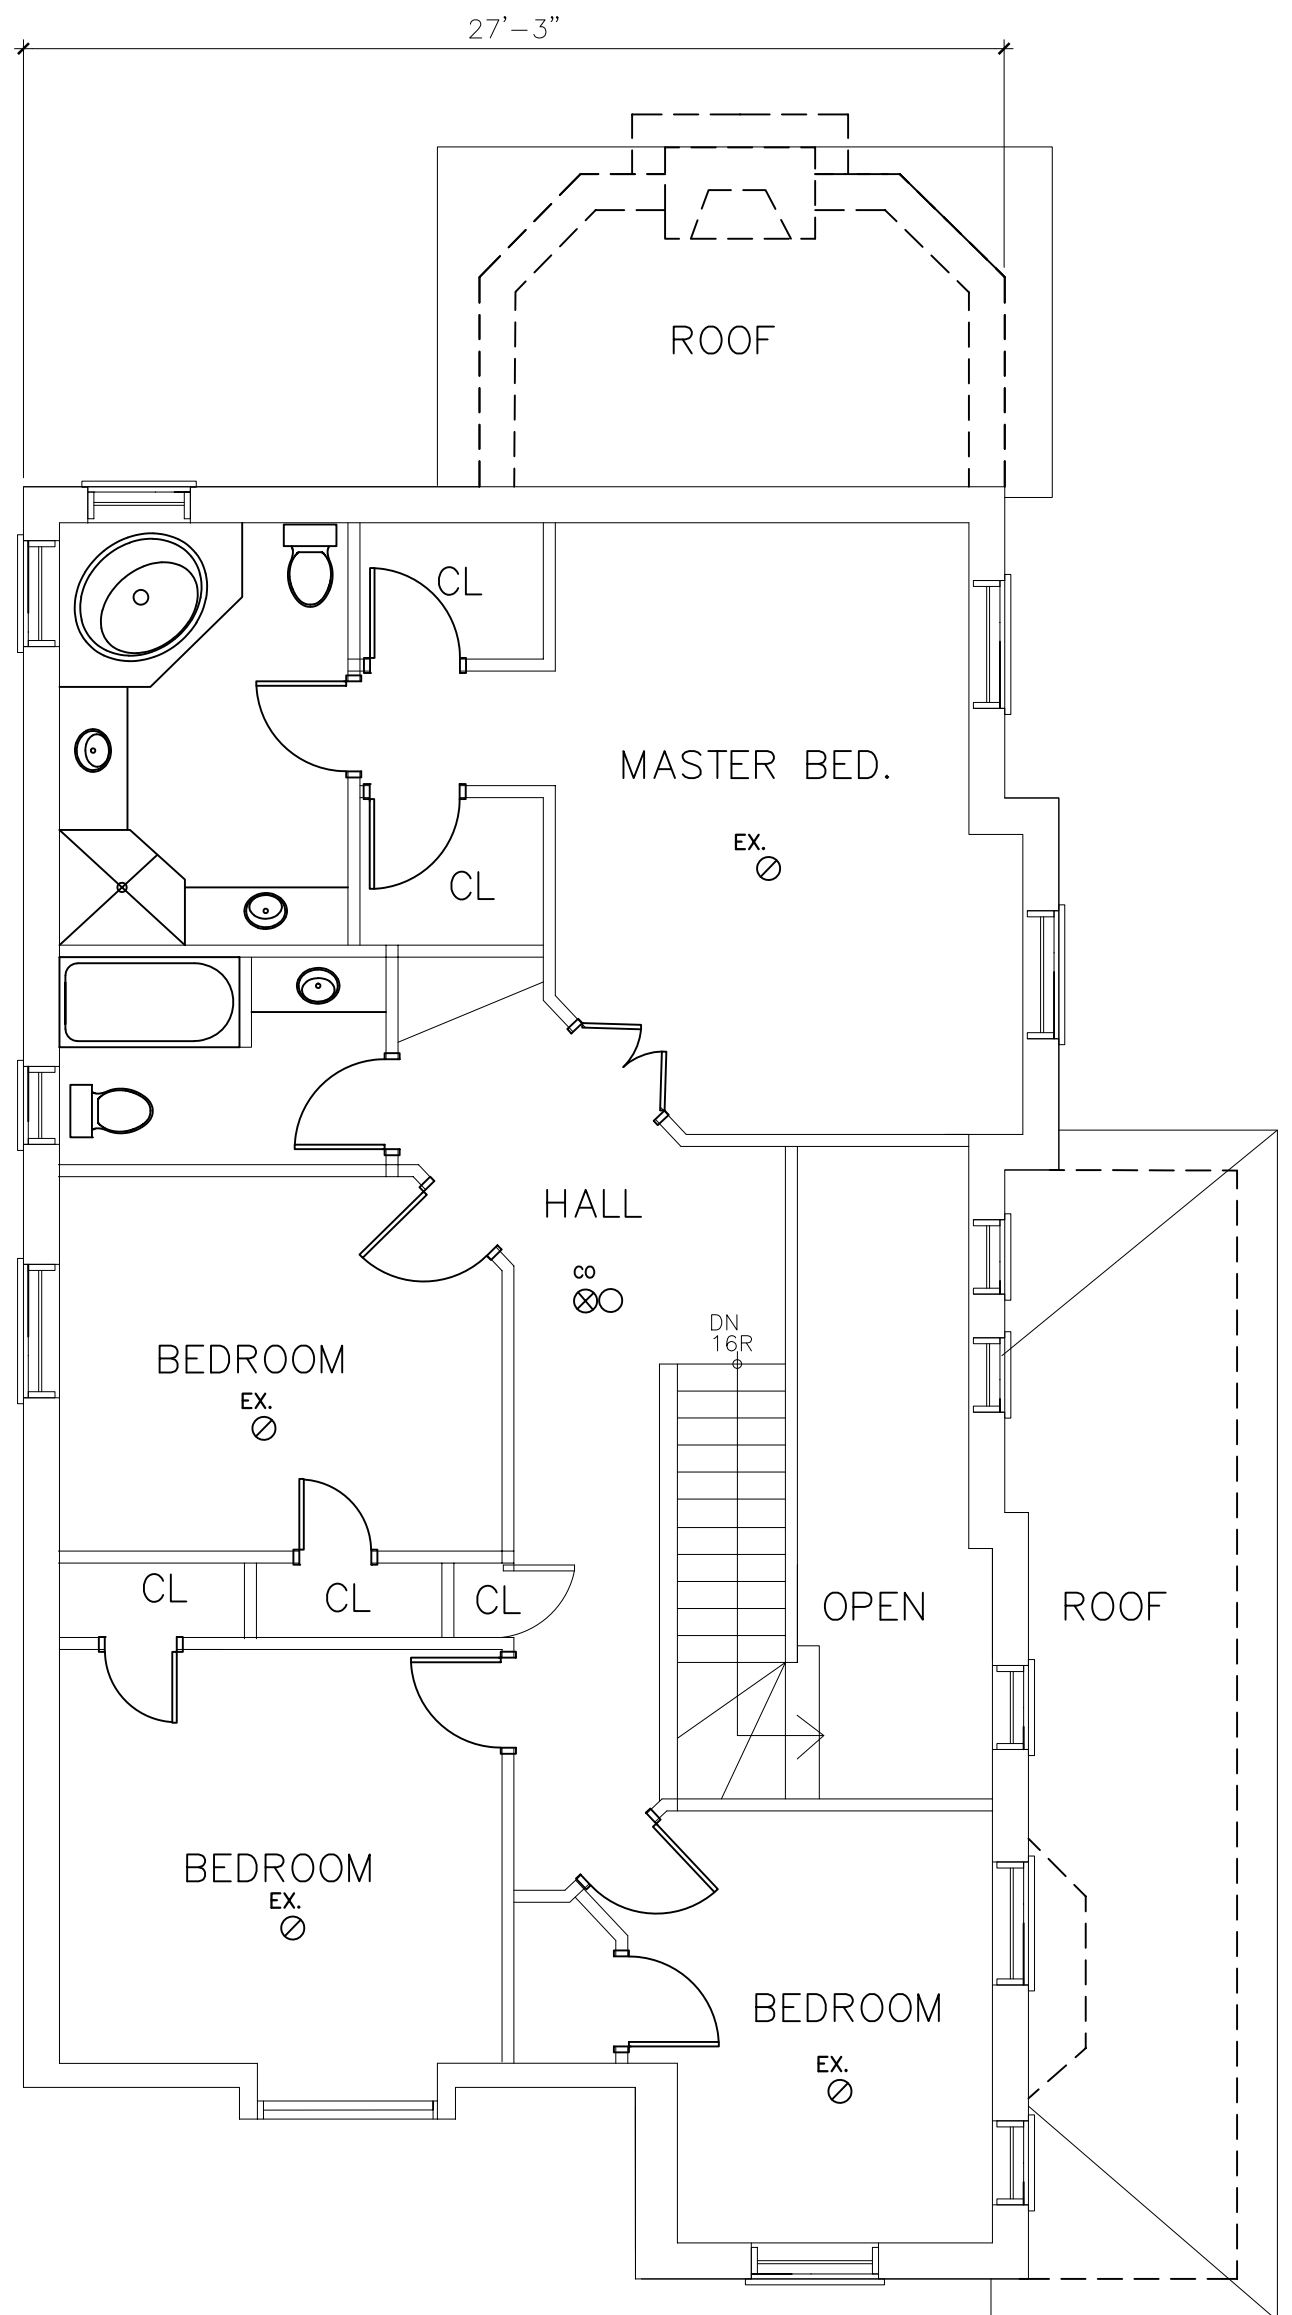 27'-3"
ROOF
CL
MASTER BED.
EX.
CL
HALL
CO
DN
16R
BEDROOM
EX.
CL
CL
CL
OPEN
ROOF
BEDROOM
EX.
BEDROOM
EX.